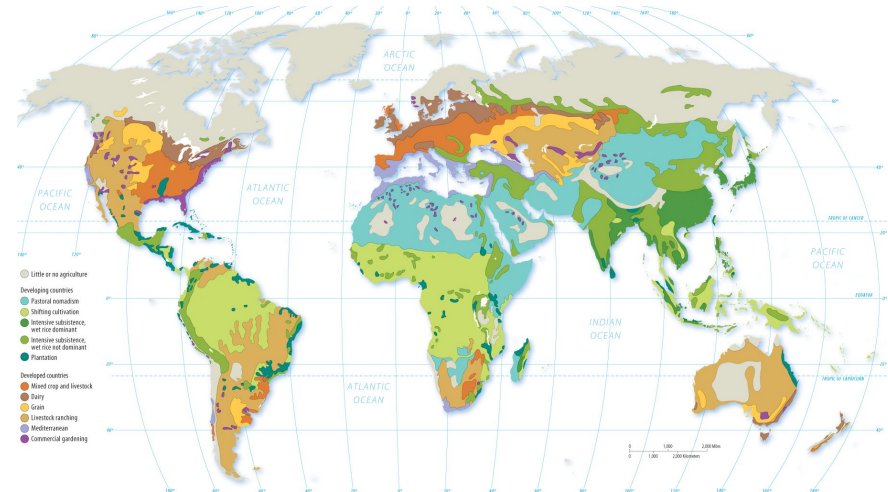 ARCTIC
OCEAN
PACIFIC
OCEAN
ATLANTIC
OCEAN
TROPIC OF CANCER
PACIFIC
OCEAN
EQUATOR
INDIAN
OCEAN
ATLANTIC
OCEAN
TROPIC OF CAPRICORN
Little or no agriculture
Developing countries
Pastoral nomadism
Shifting cultivation
Intensive subsistence,
wet rice dominant
Intensive subsistence,
wet rice not dominant
Plantation
Developed countries
Mixed crop and livestock
Dairy
Grain
Livestock ranching
Mediterranean
Commercial gardening
0 1,000 2,000 Miles
0 1,000 2,000 Kilometers